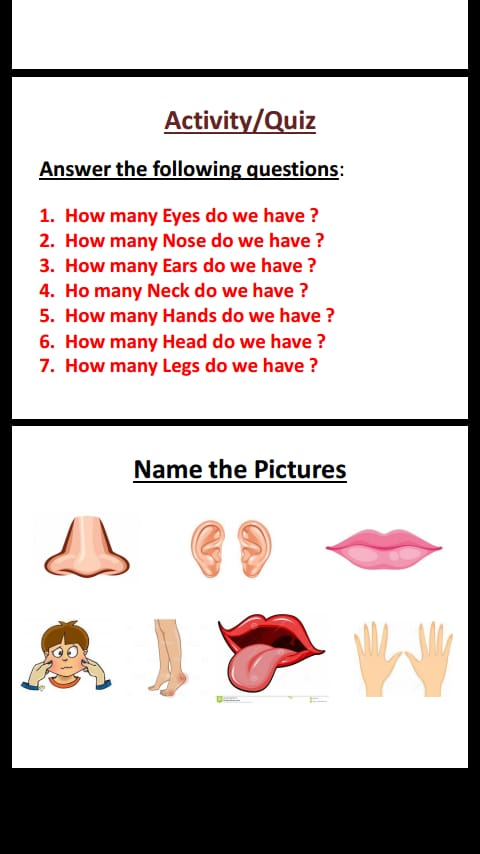 Activity/Quiz
Answer the following questions:
1. How many Eyes do we have ?
2. How many Nose do we have ?
3. How many Ears do we have ?
4. Ho many Neck do we have ?
5. How many Hands do we have ?
6. How many Head do we have ?
7. How many Legs do we have ?
Name the Pictures